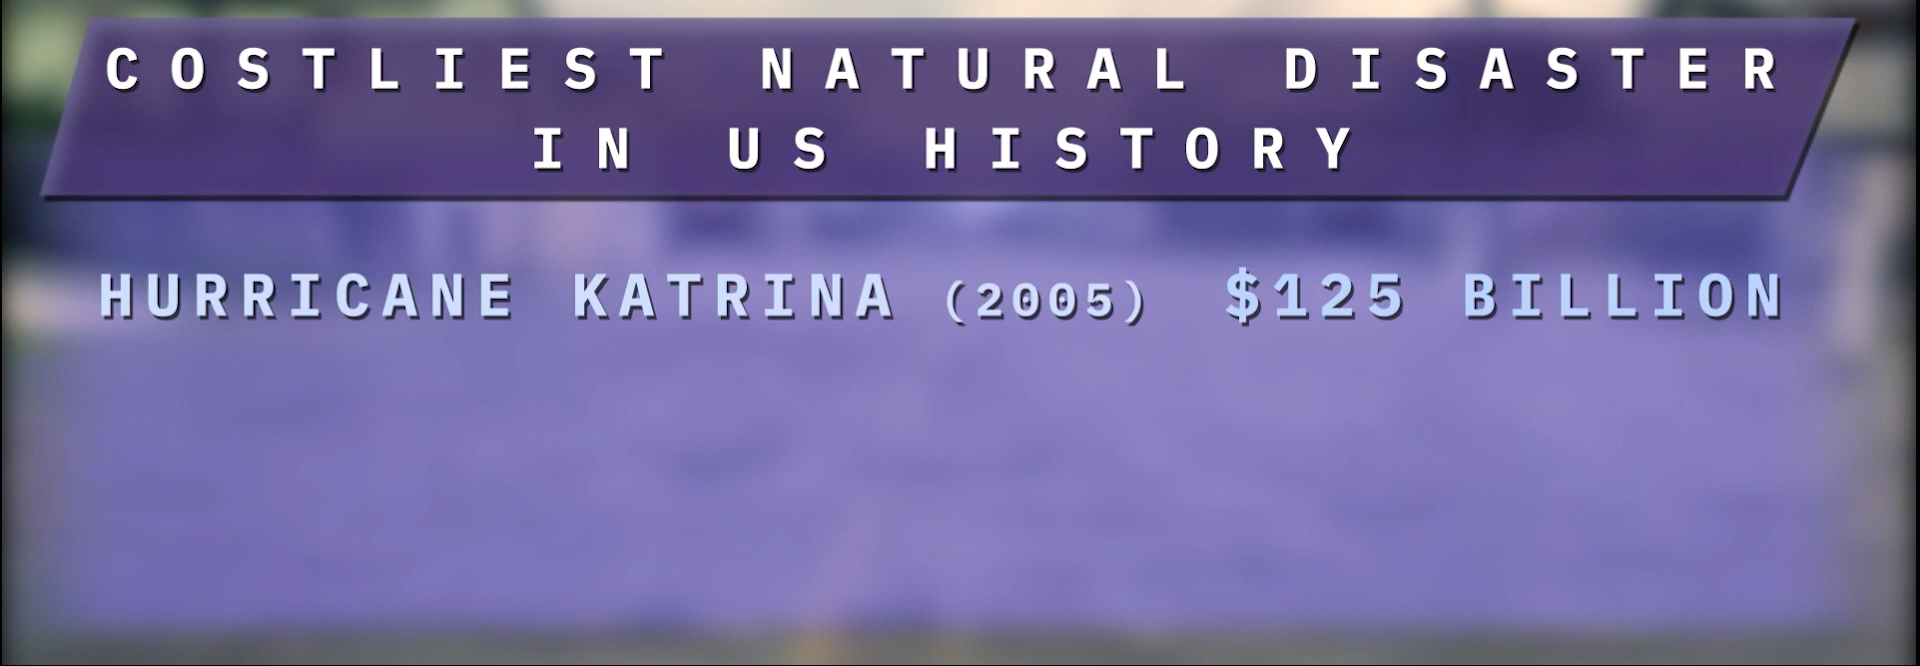 COSTLIEST NATURAL DISASTER
IN US HISTORY
HURRICANE KATRINA (2005) $125 BILLION